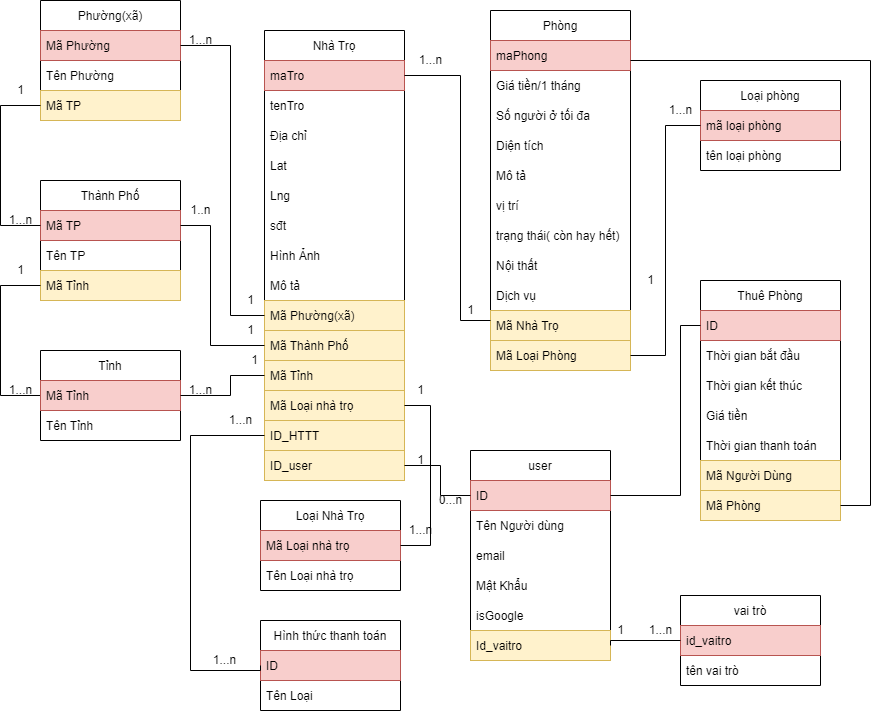 Phường(xã)
Mã Phường
Tên Phường
Mã TP
1...n
1
Thành Phố
Mã TP
Tên TP
Mã Tỉnh
1...n
1..n
1
Tỉnh
Mã Tỉnh
Tên Tỉnh
1...n
1...n
Nhà Trọ
maTro
tenTro
Địa chỉ
Lat
Lng
sđt
Hình Ảnh
Mô tả
Mã Phường(xã)
Mã Thành Phố
Mã Tỉnh
Mã Loại nhà trọ
ID_HTTT
ID_user
1...n
1
1
1
1
1...n
1
Loại Nhà Trọ
Mã Loại nhà trọ
Tên Loại nhà trọ
1...n
Hình thức thanh toán
ID
Tên Loại
1...n
Phòng
maPhong
Giá tiền/1 tháng
Số người ở tối đa
Diện tích
Mô tả
vị trí
trạng thái( còn hay hết)
Nội thất
Dịch vụ
Mã Nhà Trọ
Mã Loại Phòng
1
1
Loại phòng
mã loại phòng
tên loại phòng
1...n
Thuê Phòng
ID
Thời gian bắt đầu
Thời gian kết thúc
Giá tiền
Thời gian thanh toán
Mã Người Dùng
Mã Phòng
user
ID
Tên Người dùng
email
Mật Khẩu
isGoogle
Id_vaitro
0...n
1
1...n
vai trò
id_vaitro
tên vai trò